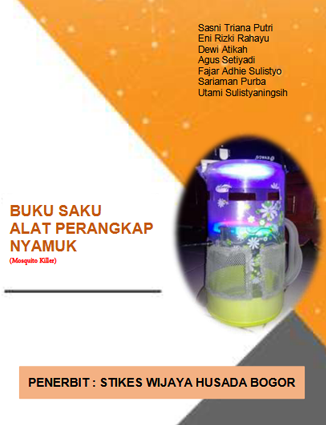 Sasni Triana Putri
Eni Rizki Rahayu
Dewi Atikah
Agus Setiyadi
Fajar Adhie Sulistyo
Sariaman Purba
Utami Sulistyaningsih
BUKU SAKU
ALAT PERANGKAP
NYAMUK
(Mosquito Killer)
PENERBIT : STIKES WIJAYA HUSADA BOGOR